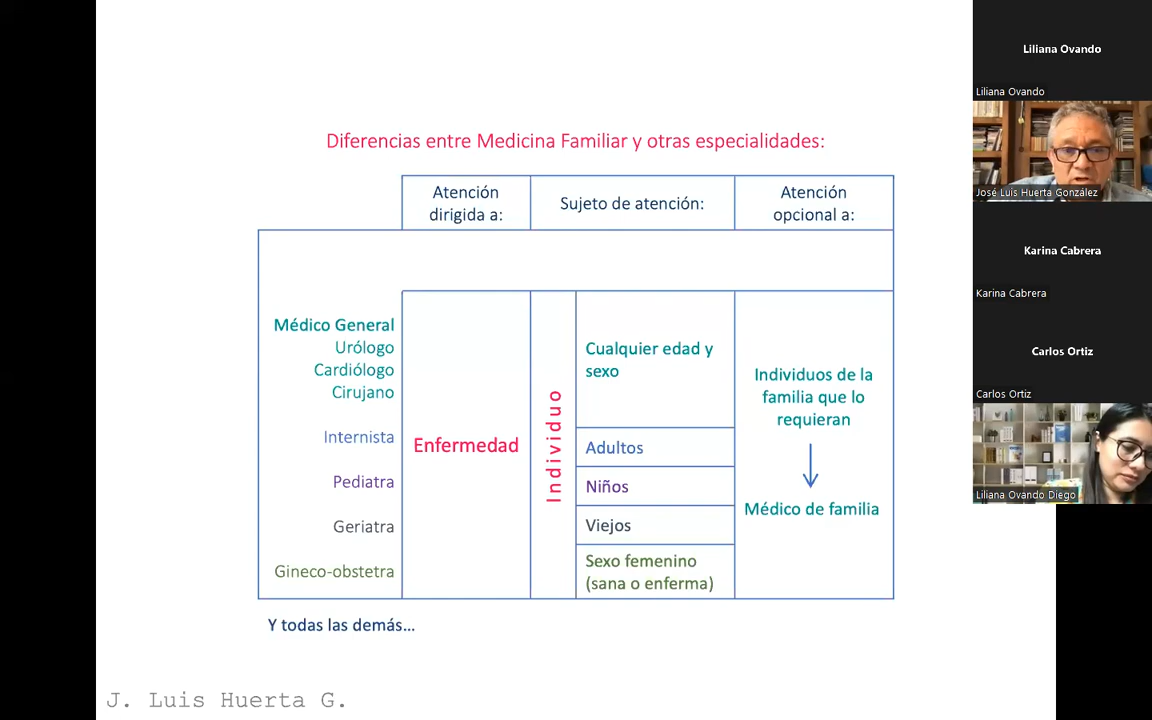 Diferencias entre Medicina Familiar y otras especialidades:
Atención
dirigida a:
Sujeto de atención:
Atención
opcional a:
Médico General
Urólogo
Cardiólogo
Cirujano
Internista
Pediatra
Geriatra
Gineco-obstetra
Enfermedad
Individuo
Cualquier edad y
sexo
Adultos
Niños
Viejos
Sexo femenino
(sana o enferma)
Individuos de la
familia que lo
requieran
Médico de familia
Y todas las demás...
J. Luis Huerta G.
Liliana Ovando
Liliana Ovando
José Luis Huerta González
Karina Cabrera
Karina Cabrera
Carlos Ortiz
Carlos Ortiz
Liliana Ovando Diego